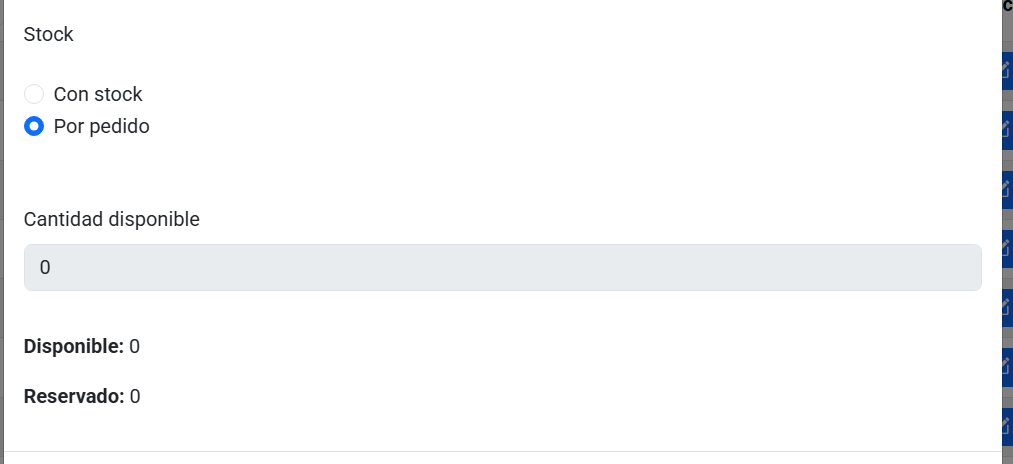 Stock
Con stock
Por pedido
Cantidad disponible
0
Disponible: 0
Reservado: 0